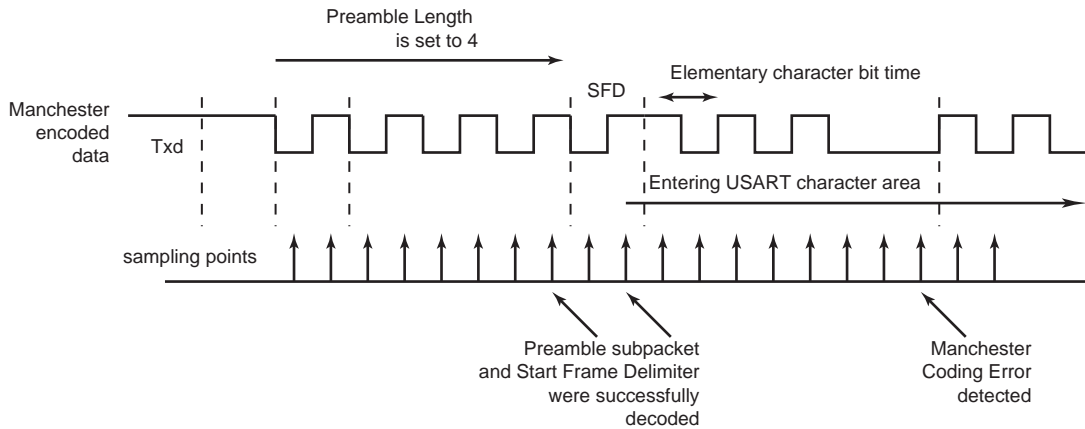 Preamble Length
is set to 4
SFD
Elementary character bit time
Manchester
encoded
data
Txd
Entering USART character area
sampling points
Preamble subpacket
and Start Frame Delimiter
were successfully
decoded
Manchester
Coding Error
detected